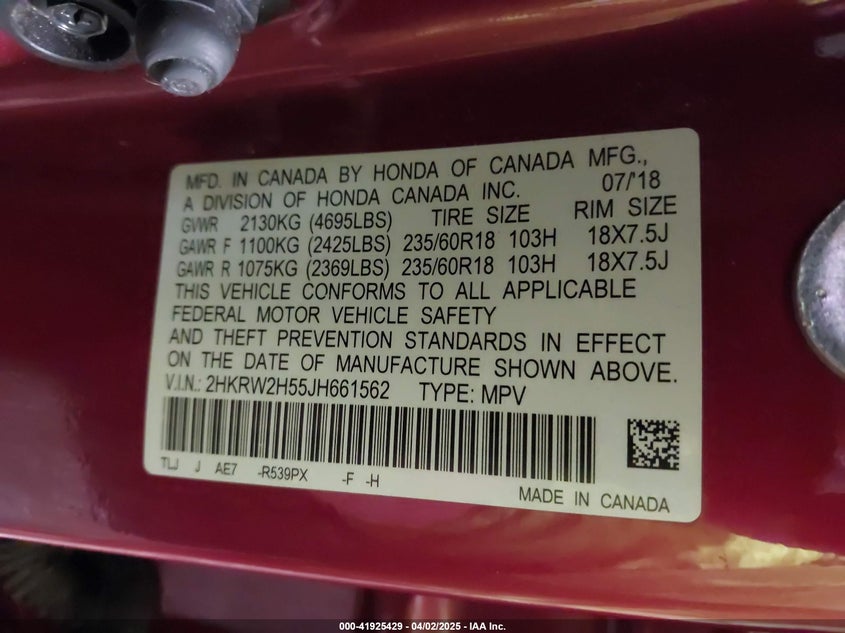 MFD. IN CANADA BY HONDA OF CANADA MFG.,
A DIVISION OF HONDA CANADA INC. 07/'18
GVWR 2130KG (4695LBS) TIRE SIZE RIM SIZE
GAWR F 1100KG (2425LBS) 235/60R18 103H 18X7.5J
GAWR R 1075KG (2369LBS) 235/60R18 103H 18X7.5J
THIS VEHICLE CONFORMS TO ALL APPLICABLE
FEDERAL MOTOR VEHICLE SAFETY
AND THEFT PREVENTION STANDARDS IN EFFECT
ON THE DATE OF MANUFACTURE SHOWN ABOVE.
V.I.N.: 2HKRW2H55JH661562 TYPE: MPV
TLJ J AE7 -R539PX -F -H
MADE IN CANADA
000-41925429 - 04/02/2025 - IAA Inc.